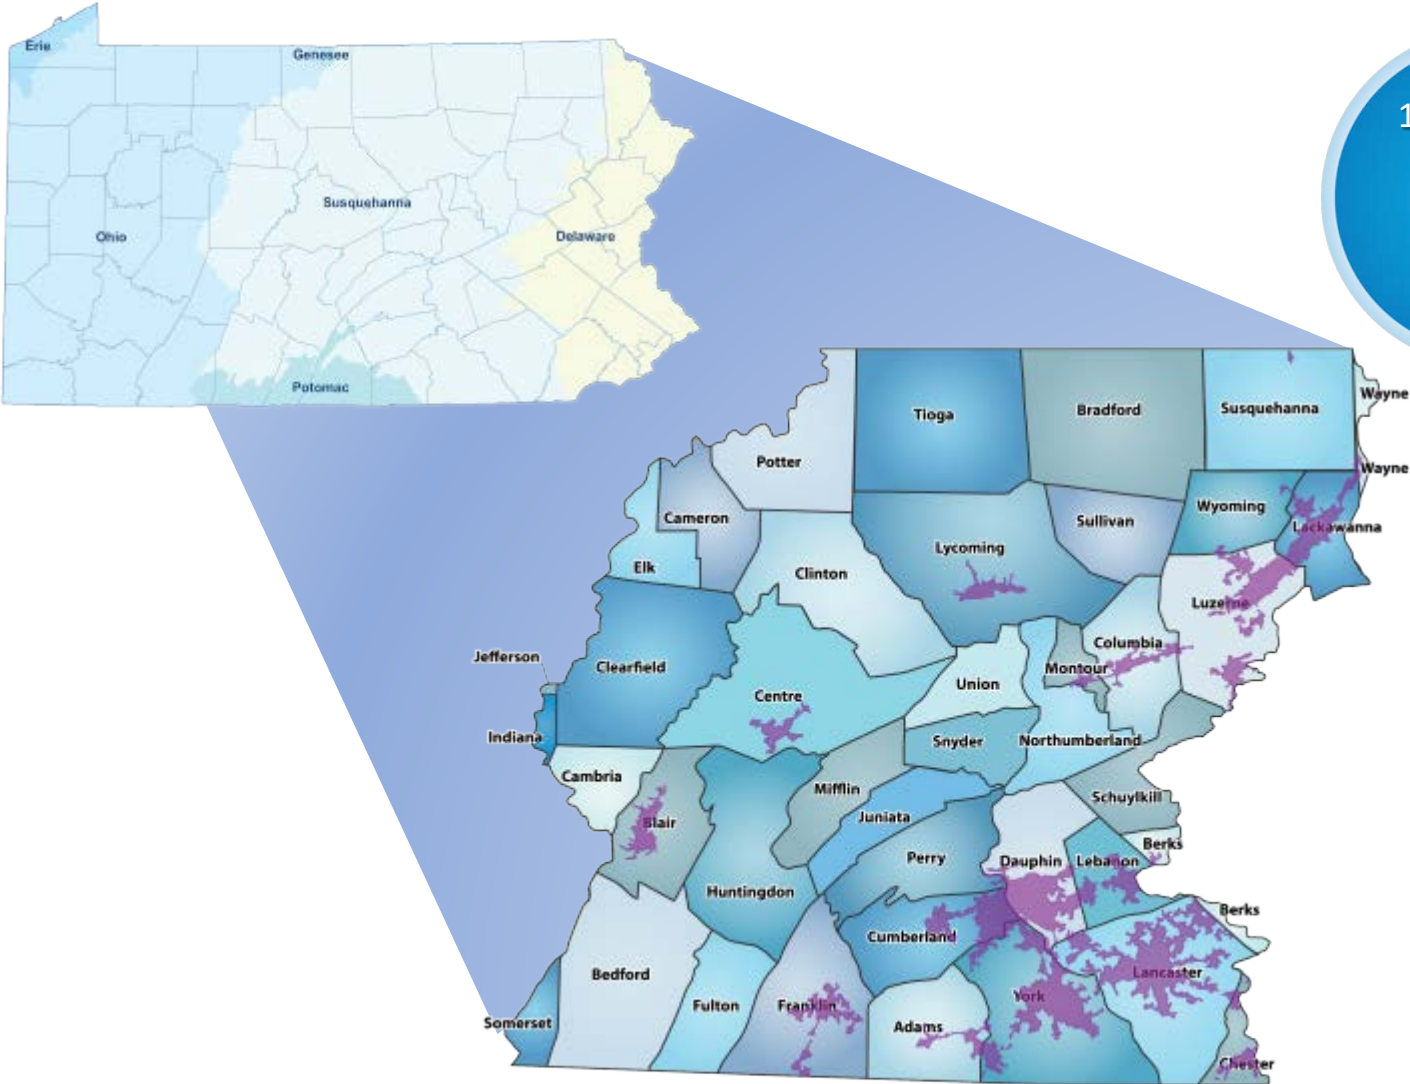 Erie
Genesee
Susquehanna
Ohio
Delaware
Potomac
1
Wayne
Tioga
Bradford
Susquehanna
Potter
Wayne
Cameron
Wyoming
Sullivan
Lackawanna
Lycoming
Elk
Clinton
Luzerne
Columbia
Jefferson
Clearfield
Montour
Union
Centre
Indiana
Snyder
Northumberland
Cambria
Mifflin
Schuylkill
Juniata
Blair
Berks
Perry
Dauphin
Lebanon
Huntingdon
Berks
Cumberland
Lancaster
Bedford
York
Fulton
Franklin
Somerset
Adams
Chester